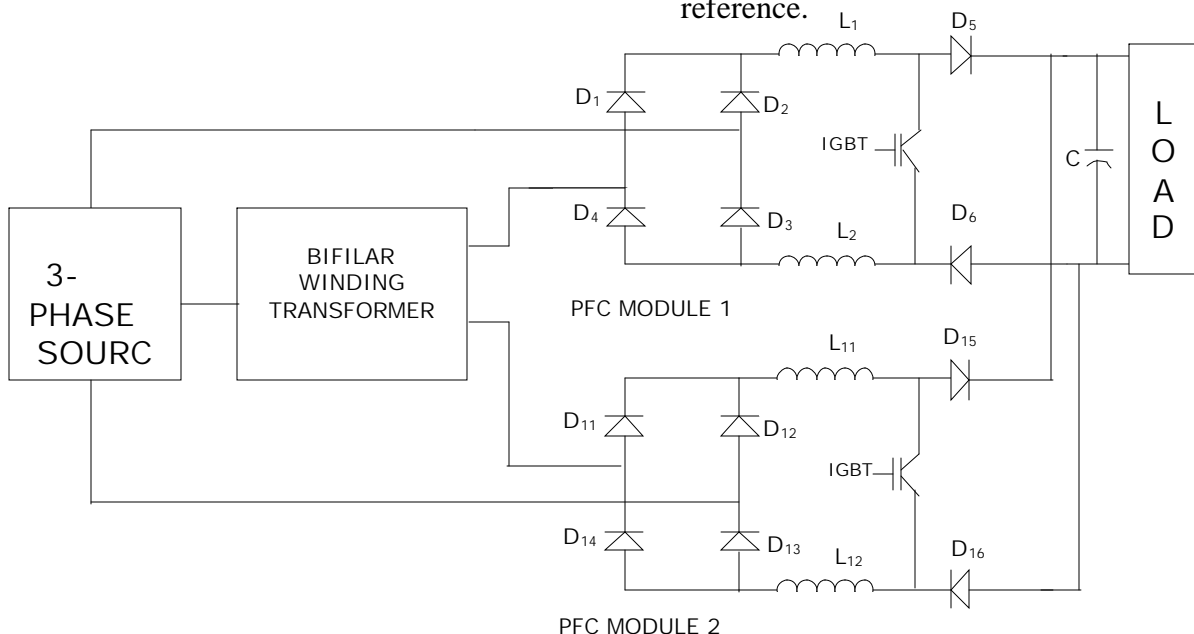 reference.
L1
D5
D1
D2
IGBT
C
LOAD
D4
D3
L2
D6
3-
PHASE
SOURC
BIFILAR
WINDING
TRANSFORMER
PFC MODULE 1
L11
D15
D11
D12
IGBT
D14
D13
L12
D16
PFC MODULE 2